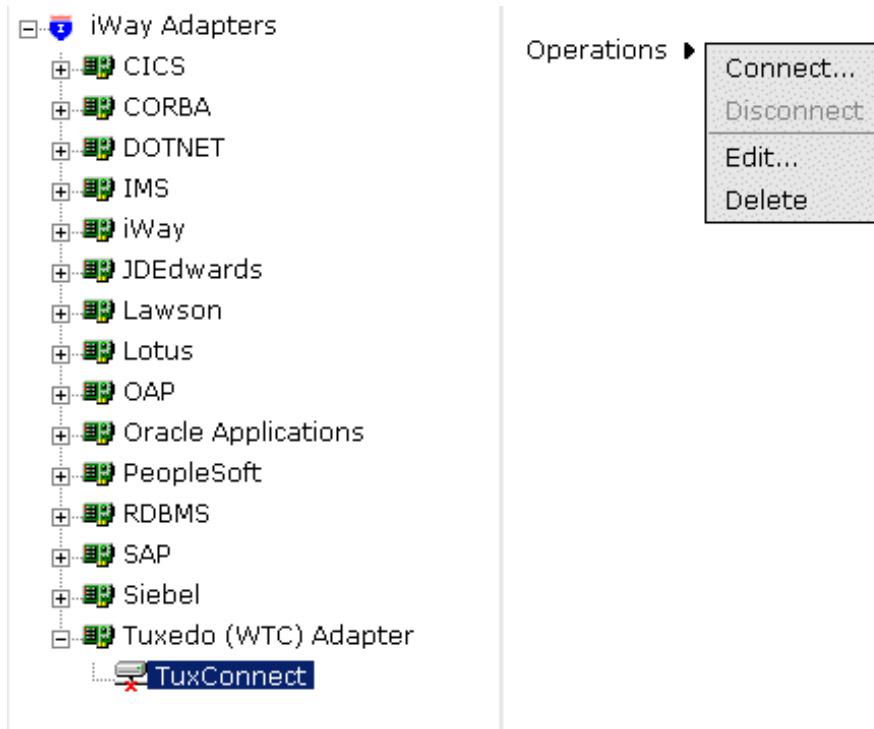 iWay Adapters
CICS
CORBA
DOTNET
IMS
iWay
JDEdwards
Lawson
Lotus
OAP
Oracle Applications
PeopleSoft
RDBMS
SAP
Siebel
Tuxedo (WTC) Adapter
TuxConnect
Operations
Connect...
Disconnect
Edit...
Delete